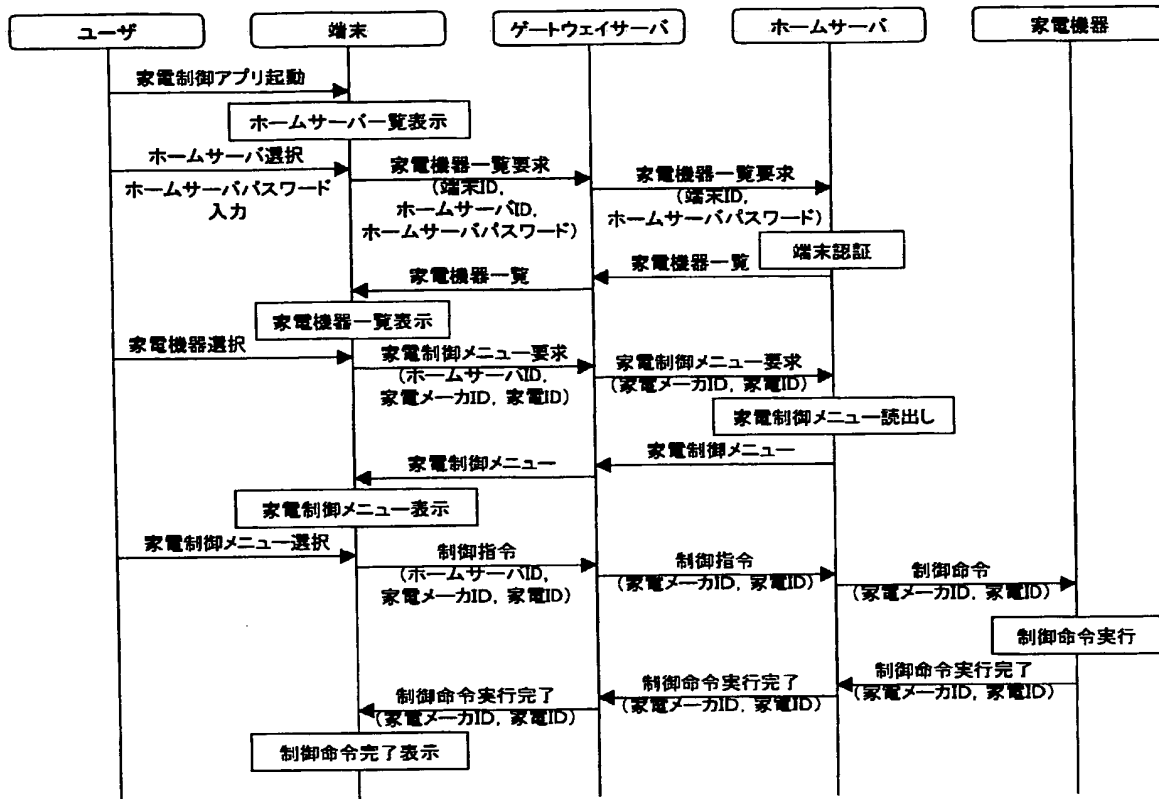 ユーザ
端末
ゲートウェイサーバ
ホームサーバ
家電機器
家電制御アプリ起動
ホームサーバ一覧表示
ホームサーバ選択
ホームサーバパスワード
入力
家電機器一覧要求
(端末ID,
ホームサーバID,
ホームサーバパスワード)
家電機器一覧要求
(端末ID,
ホームサーバパスワード)
端末認証
家電機器一覧
家電機器一覧
家電機器一覧表示
家電機器選択
家電制御メニュー要求
(ホームサーバID,
家電メーカID, 家電ID)
家電制御メニュー要求
(家電メーカID, 家電ID)
家電制御メニュー読出し
家電制御メニュー
家電制御メニュー
家電制御メニュー表示
家電制御メニュー選択
制御指令
(ホームサーバID,
家電メーカID, 家電ID)
制御指令
(家電メーカID, 家電ID)
制御命令
(家電メーカID, 家電ID)
制御命令実行
制御命令実行完了
(家電メーカID, 家電ID)
制御命令実行完了
(家電メーカID, 家電ID)
制御命令実行完了
(家電メーカID, 家電ID)
制御命令完了表示